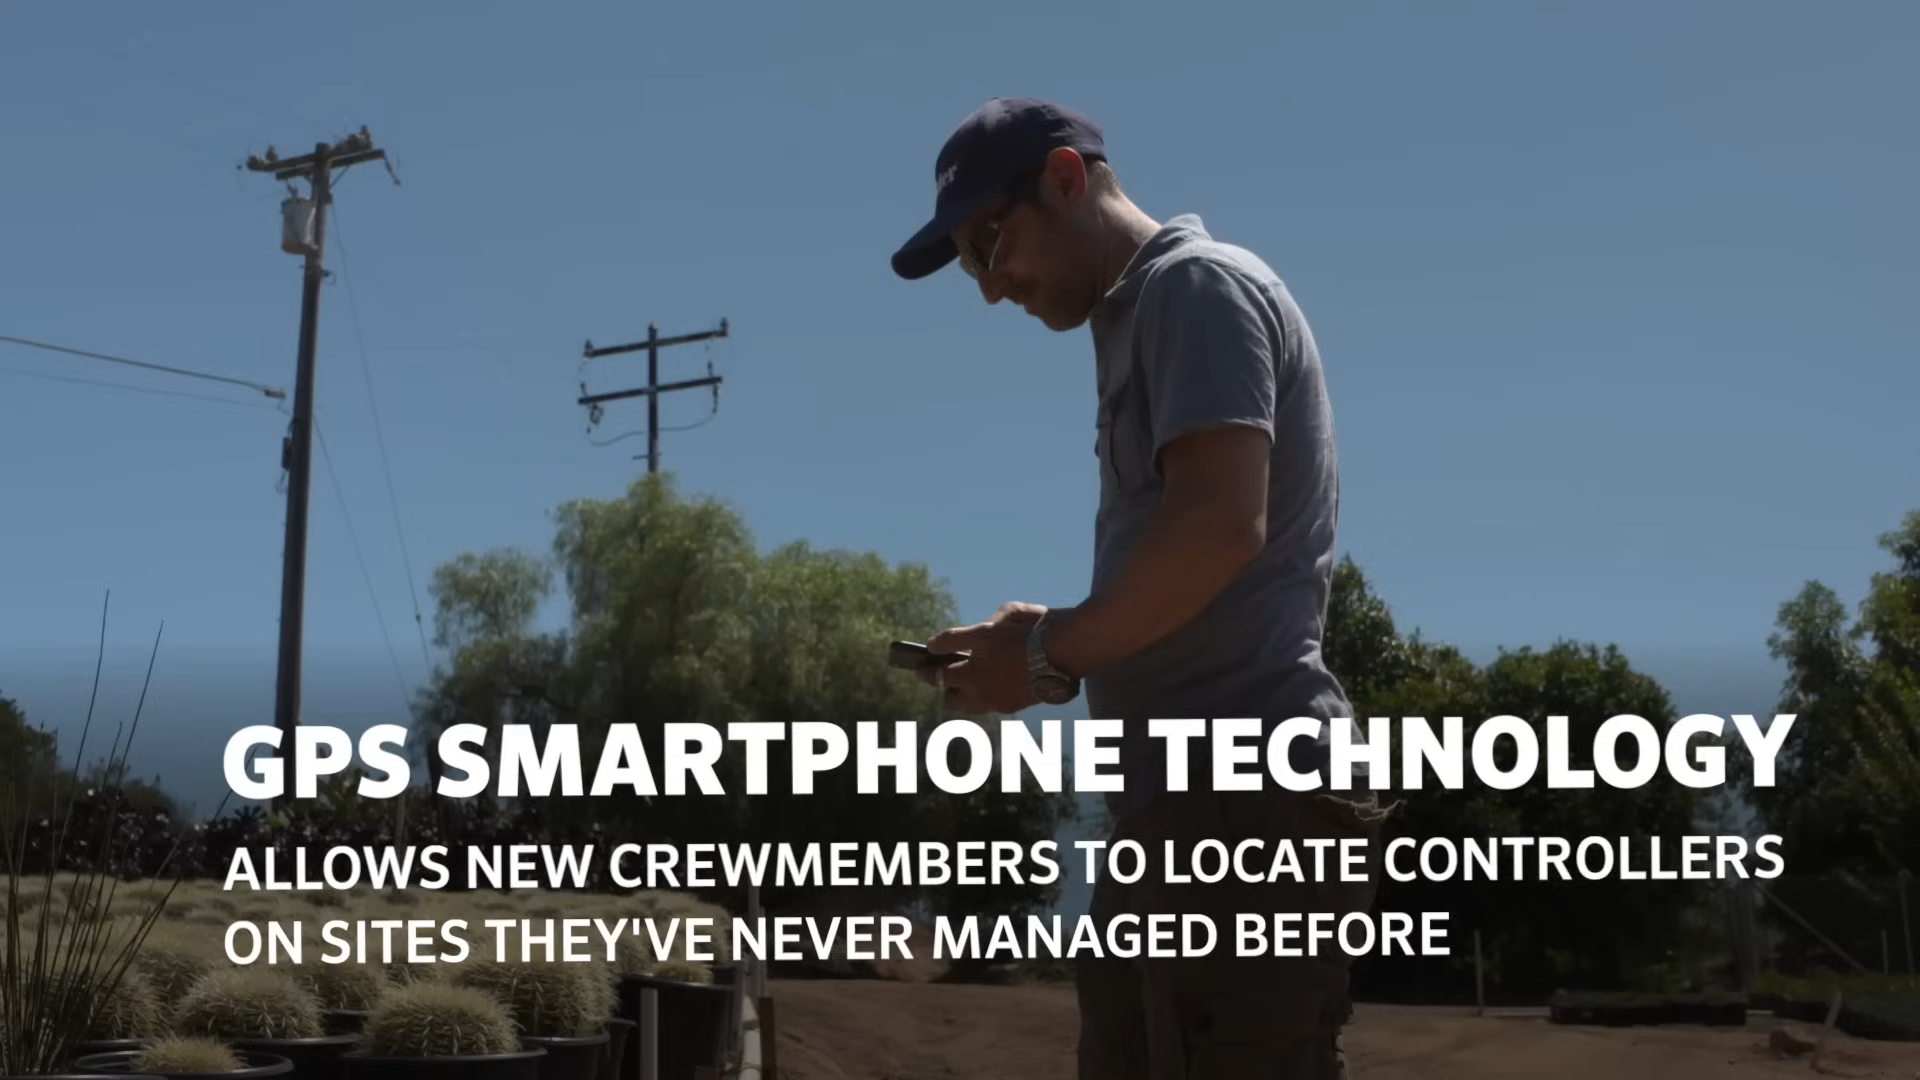 GPS SMARTPHONE TECHNOLOGY
ALLOWS NEW CREWMEMBERS TO LOCATE CONTROLLERS
ON SITES THEY'VE NEVER MANAGED BEFORE